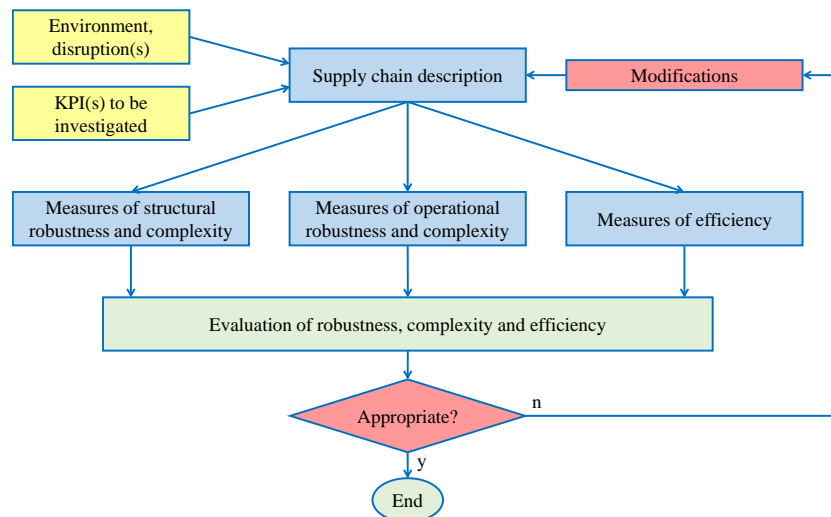 Environment,
disruption(s)
Supply chain description
Modifications
KPI(s) to be
investigated
Measures of structural
robustness and complexity
Measures of operational
robustness and complexity
Measures of efficiency
Evaluation of robustness, complexity and efficiency
Appropriate?
n
y
End